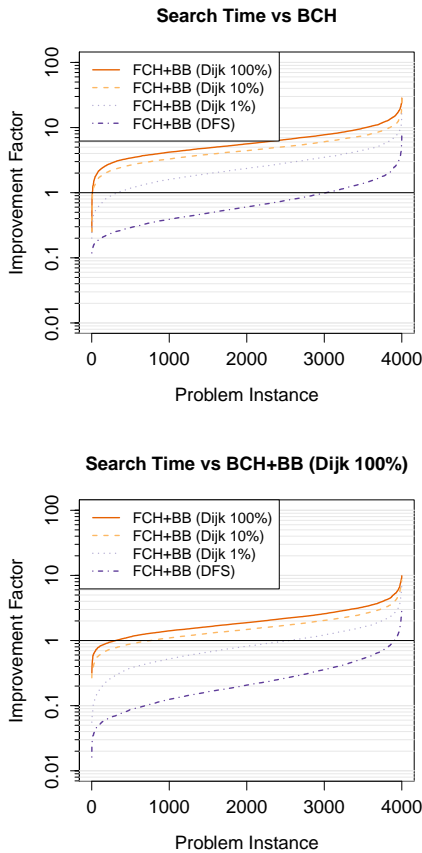 Search Time vs BCH
FCH+BB (Dijk 100%)
FCH+BB (Dijk 10%)
FCH+BB (Dijk 1%)
FCH+BB (DFS)
Improvement Factor
100
10
1
0.1
0.01
0
1000
2000
3000
4000
Problem Instance
Search Time vs BCH+BB (Dijk 100%)
FCH+BB (Dijk 100%)
FCH+BB (Dijk 10%)
FCH+BB (Dijk 1%)
FCH+BB (DFS)
Improvement Factor
100
10
1
0.1
0.01
0
1000
2000
3000
4000
Problem Instance